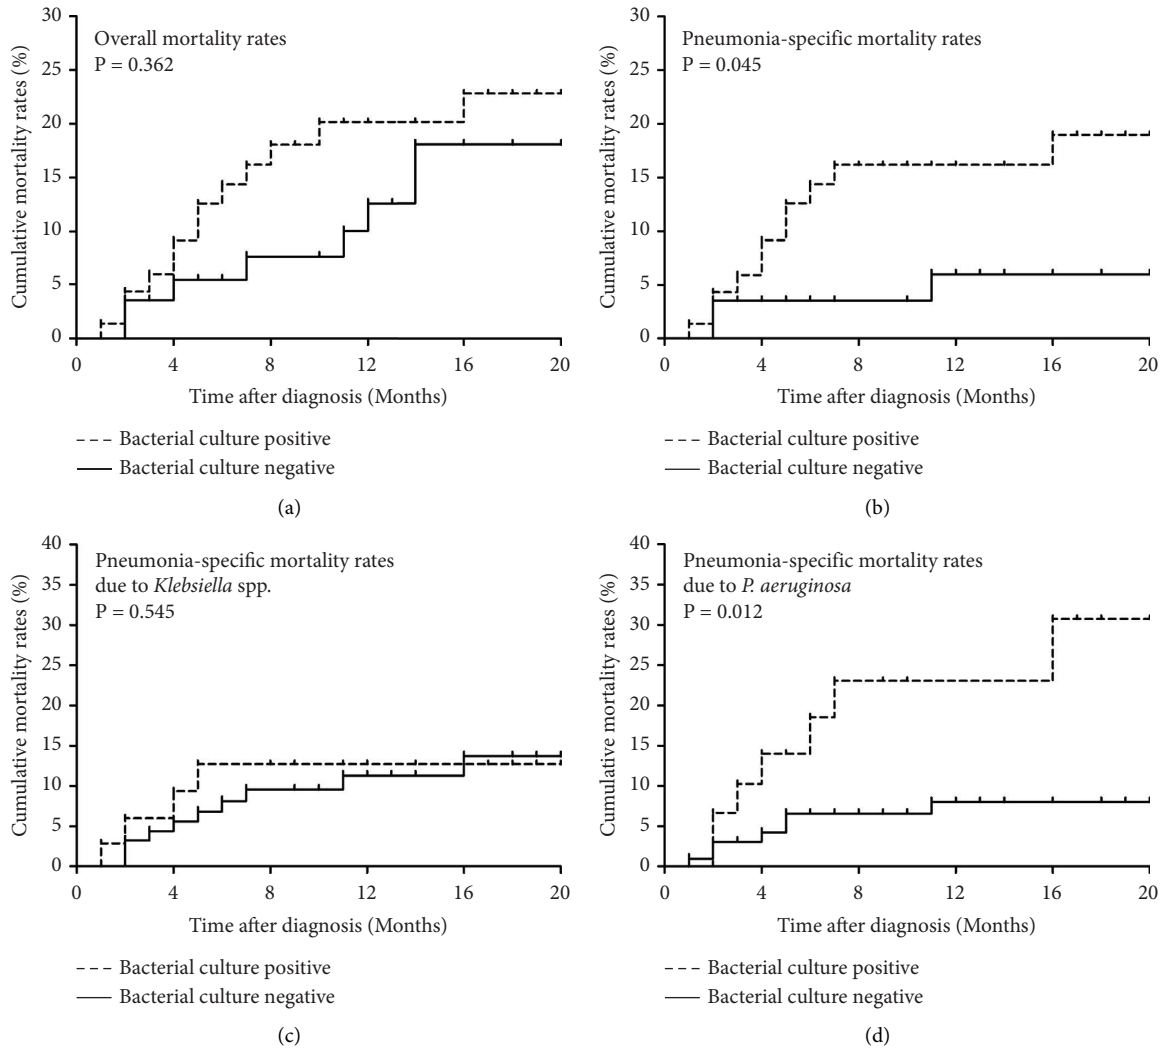 Overall mortality rates
P = 0.362
Cumulative mortality rates (%)
30
25
20
15
10
5
0
0 4 8 12 16 20
Time after diagnosis (Months)
Bacterial culture positive
Bacterial culture negative
(a)
Pneumonia-specific mortality rates
P = 0.045
Cumulative mortality rates (%)
30
25
20
15
10
5
0
0 4 8 12 16 20
Time after diagnosis (Months)
Bacterial culture positive
Bacterial culture negative
(b)
Pneumonia-specific mortality rates
due to Klebsiella spp.
P = 0.545
Cumulative mortality rates (%)
40
35
30
25
20
15
10
5
0
0 4 8 12 16 20
Time after diagnosis (Months)
Bacterial culture positive
Bacterial culture negative
(c)
Pneumonia-specific mortality rates
due to P. aeruginosa
P = 0.012
Cumulative mortality rates (%)
40
35
30
25
20
15
10
5
0
0 4 8 12 16 20
Time after diagnosis (Months)
Bacterial culture positive
Bacterial culture negative
(d)